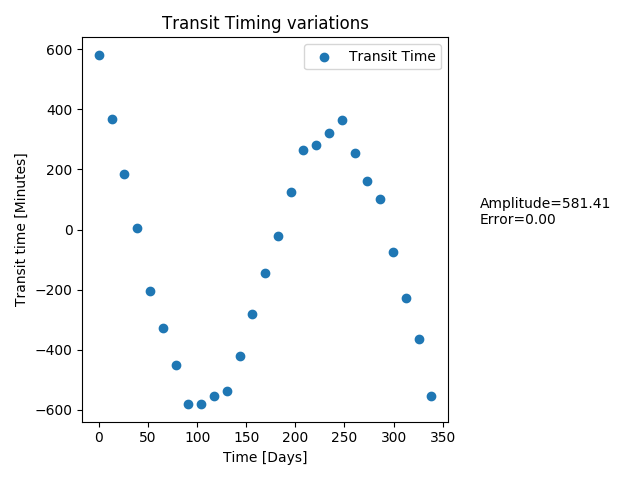 Transit Timing variations
Transit Time
Transit time [Minutes]
600
400
200
0
−200
−400
−600
0
50
100
150
200
250
300
350
Time [Days]
Amplitude=581.41
Error=0.00